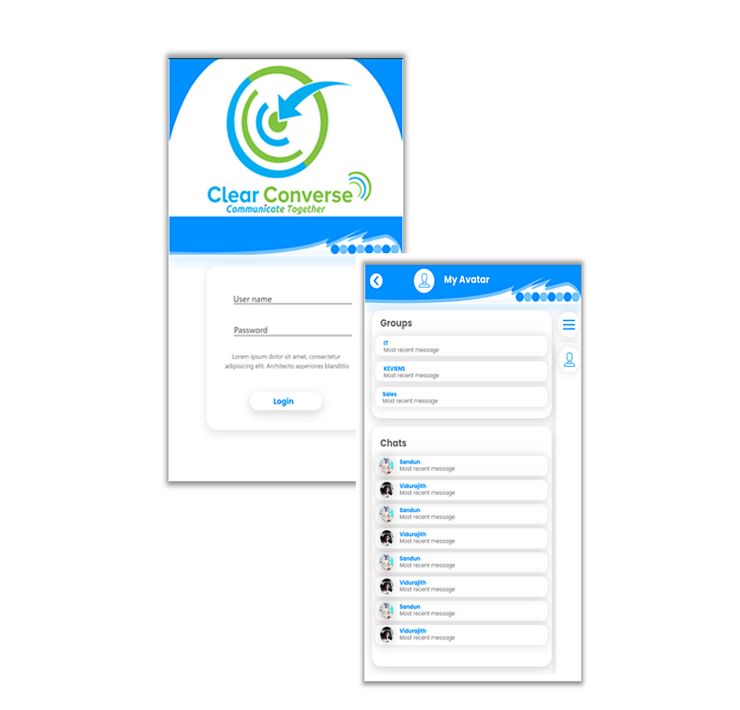 Clear Converse
Communicate Together
User name
Password
Lorem ipsum dolor sit amet, consectetur
adipiscing elit. Architecto asperiores blanditiis
Login
My Avatar
Groups
IT
Most recent message
KEVIENS
Most recent message
Sales
Most recent message
Chats
Sandun
Most recent message
Vidurajith
Most recent message
Sandun
Most recent message
Vidurajith
Most recent message
Sandun
Most recent message
Vidurajith
Most recent message
Sandun
Most recent message
Vidurajith
Most recent message